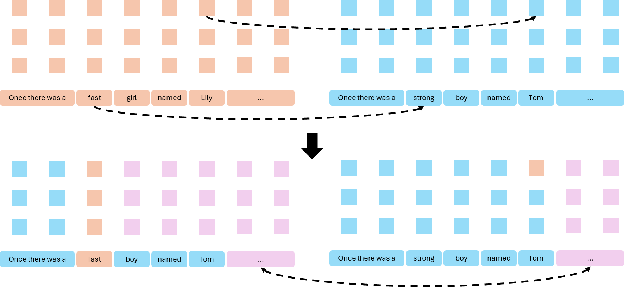 Once there was a fast girl named Lily ...
Once there was a strong boy named Tom ...
Once there was a fast boy named Tom ...
Once there was a strong boy named Tom ...